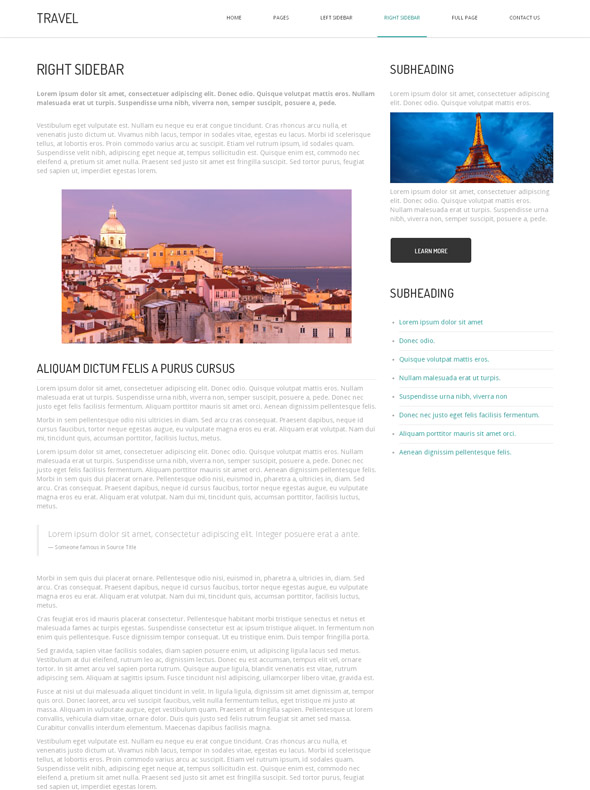 TRAVEL
HOME
PAGES
LEFT SIDEBAR
RIGHT SIDEBAR
FULL PAGE
CONTACT US
RIGHT SIDEBAR
Lorem ipsum dolor sit amet, consectetuer adipiscing elit. Donec odio. Quisque volutpat mattis eros. Nullam
malesuada erat ut turpis. Suspendisse urna nibh, viverra non, semper suscipit, posuere a, pede.
Vestibulum eget vulputate est. Nullam eu neque eu erat congue tincidunt. Cras rhoncus arcu nulla, et
venenatis justo dictum ut. Vivamus nibh lacus, tempor in sodales vitae, egestas eu lacus. Morbi id scelerisque
tellus, at lobortis eros. Proin commodo varius arcu ac suscipit. Etiam vel rutrum ipsum, id sodales enim.
Suspendisse velit nibh, adipiscing eget neque at, tempus sollicitudin est. Quisque enim est, commodo nec
eleifend a, pretium sit amet nulla. Praesent sed justo sit amet est fringilla suscipit. Sed tortor purus, feugiat
sed sapien ut, imperdiet egestas lorem.
ALIQUAM DICTUM FELIS A PURUS CURSUS
Lorem ipsum dolor sit amet, consectetuer adipiscing elit. Donec odio. Quisque volutpat mattis eros. Nullam
malesuada erat ut turpis. Suspendisse urna nibh, viverra non, semper suscipit, posuere a, pede. Donec nec
justo eget felis facilisis fermentum. Aliquam porttitor mauris sit amet orci. Aenean dignissim pellentesque felis.
Morbi in sem pellentesque odio nisi ultricies in diam. Sed arcu cras consequat. Praesent dapibus, neque id
cursus faucibus, tortor neque egestas augue, eu vulputate magna eros eu erat. Aliquam erat volutpat. Nam dui
mi, tincidunt quis, accumsan porttitor, facilisis luctus, metus.
Lorem ipsum dolor sit amet, consectetuer adipiscing elit. Donec odio. Quisque volutpat mattis eros. Nullam
malesuada erat ut turpis. Suspendisse urna nibh, viverra non, semper suscipit, posuere a, pede. Donec nec
justo eget felis facilisis fermentum. Aliquam porttitor mauris sit amet orci. Aenean dignissim pellentesque felis.
Morbi in sem quis dui placerat ornare. Pellentesque odio nisi, euismod in, pharetra a, ultricies in, diam. Sed
arcu. Cras consequat. Praesent dapibus, neque id cursus faucibus, tortor neque egestas augue, eu vulputate
magna eros eu erat. Aliquam erat volutpat. Nam dui mi, tincidunt quis, accumsan porttitor, facilisis luctus,
metus.
Lorem ipsum dolor sit amet, consectetur adipiscing elit. Integer posuere erat a ante.
— Someone famous in Source Title
Morbi in sem quis dui placerat ornare. Pellentesque odio nisi, euismod in, pharetra a, ultricies in, diam. Sed
arcu. Cras consequat. Praesent dapibus, neque id cursus faucibus, tortor neque egestas augue, eu vulputate
magna eros eu erat. Aliquam erat volutpat. Nam dui mi, tincidunt quis, accumsan porttitor, facilisis luctus,
metus.
Cras feugiat eros id mauris placerat consectetur. Pellentesque habitant morbi tristique senectus et netus et
malesuada fames ac turpis egestas. Suspendisse consectetur est ac ipsum tristique aliquet. In fermentum non
enim quis pellentesque. Fusce dignissim tempor consequat. Ut eu tristique enim. Duis tempor fringilla porta.
Sed gravida, sapien vitae facilisis sodales, diam sapien posuere enim, ut adipiscing ligula lacus sed metus.
Vestibulum at dui eleifend, rutrum leo ac, dignissim lectus. Donec eu est accumsan, tempus elit vel, ornare
tortor. In sit amet arcu vel sapien porta rutrum. Quisque augue ligula, blandit venenatis est vitae, rutrum
adipiscing sem. Aliquam at sagittis ipsum. Fusce tincidunt nisl adipiscing, ullamcorper libero vitae, gravida est.
Fusce at nisi ut dui malesuada aliquet tincidunt in velit. In ligula ligula, dignissim sit amet dignissim at, tempor
quis orci. Donec laoreet, arcu vel suscipit faucibus, velit nulla fermentum tellus, eget tristique mi justo at
massa. Aliquam pretium augue, eget vestibulum quam. Praesent at fringilla sapien. Pellentesque ut lorem
convallis, vehicula diam vitae, ornare dolor. Duis quis justo sed felis rutrum feugiat sit amet sed massa.
Curabitur convallis interdum elementum. Maecenas dapibus facilisis magna.
Vestibulum eget vulputate est. Nullam eu neque eu erat congue tincidunt. Cras rhoncus arcu nulla, et
venenatis justo dictum ut. Vivamus nibh lacus, tempor in sodales vitae, egestas eu lacus. Morbi id scelerisque
tellus, at lobortis eros. Proin commodo varius arcu ac suscipit. Etiam vel rutrum ipsum, id sodales enim.
Suspendisse velit nibh, adipiscing eget neque at, tempus sollicitudin est. Quisque enim est, commodo nec
eleifend a, pretium sit amet nulla. Praesent sed justo sit amet est fringilla suscipit. Sed tortor purus, feugiat
sed sapien ut, imperdiet egestas lorem.
SUBHEADING
Lorem ipsum dolor sit amet, consectetuer adipiscing
elit. Donec odio. Quisque volutpat mattis eros.
Lorem ipsum dolor sit amet, consectetuer adipiscing
elit. Donec odio. Quisque volutpat mattis eros.
Nullam malesuada erat ut turpis. Suspendisse urna
nibh, viverra non, semper suscipit, posuere a, pede.
LEARN MORE
SUBHEADING
Lorem ipsum dolor sit amet
Donec odio.
Quisque volutpat mattis eros.
Nullam malesuada erat ut turpis.
Suspendisse urna nibh, viverra non
Donec nec justo eget felis facilisis fermentum.
Aliquam porttitor mauris sit amet orci.
Aenean dignissim pellentesque felis.